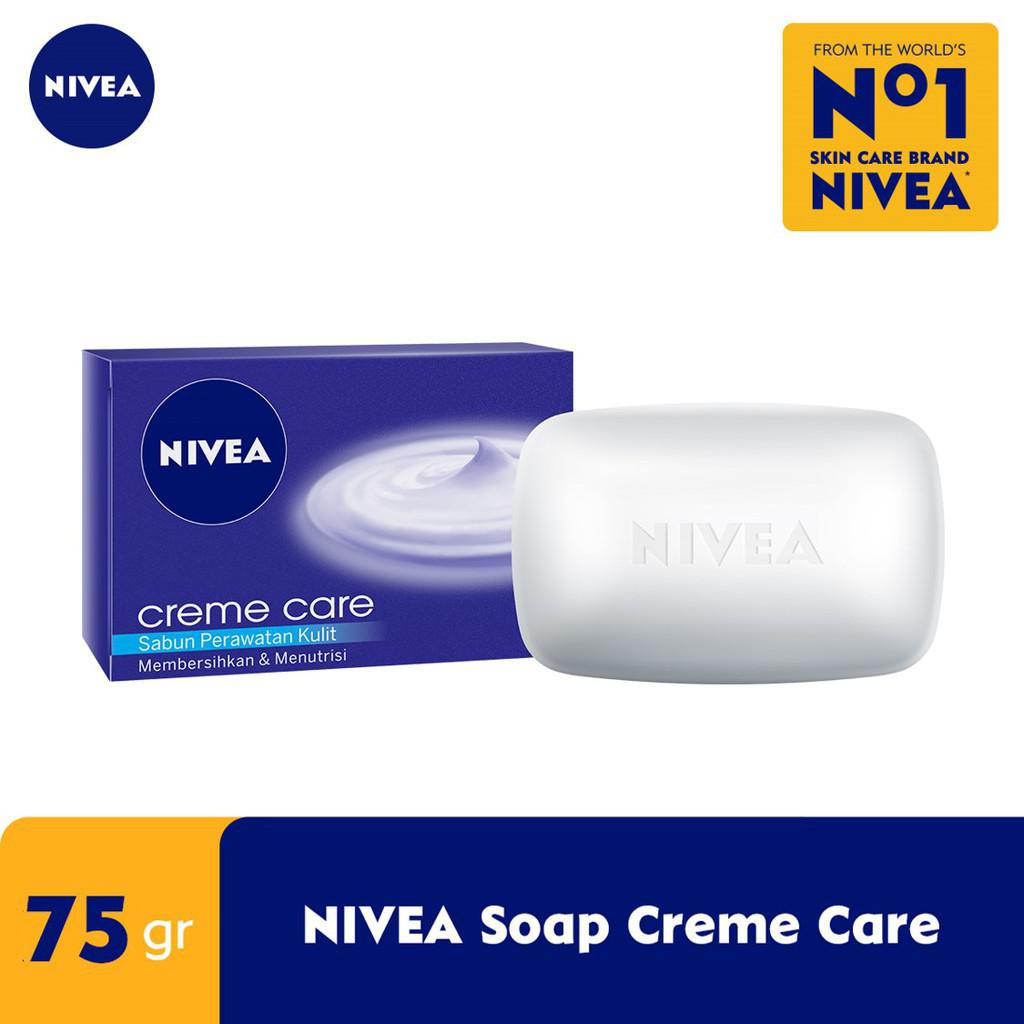 NIVEA
FROM THE WORLD'S
Nº1
SKIN CARE BRAND
NIVEA*
NIVEA
creme care
Sabun Perawatan Kulit
Membersihkan & Menutrisi
NIVEA
75 gr
NIVEA Soap Creme Care